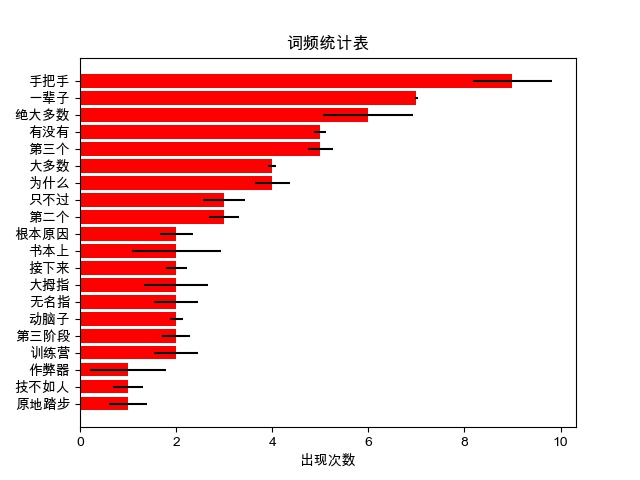 词频统计表
手把手
一辈子
绝大多数
有没有
第三个
大多数
为什么
只不过
第二个
根本原因
书本上
接下来
大拇指
无名指
动脑子
第三阶段
训练营
作弊器
技不如人
原地踏步
0 2 4 6 8 10
出现次数